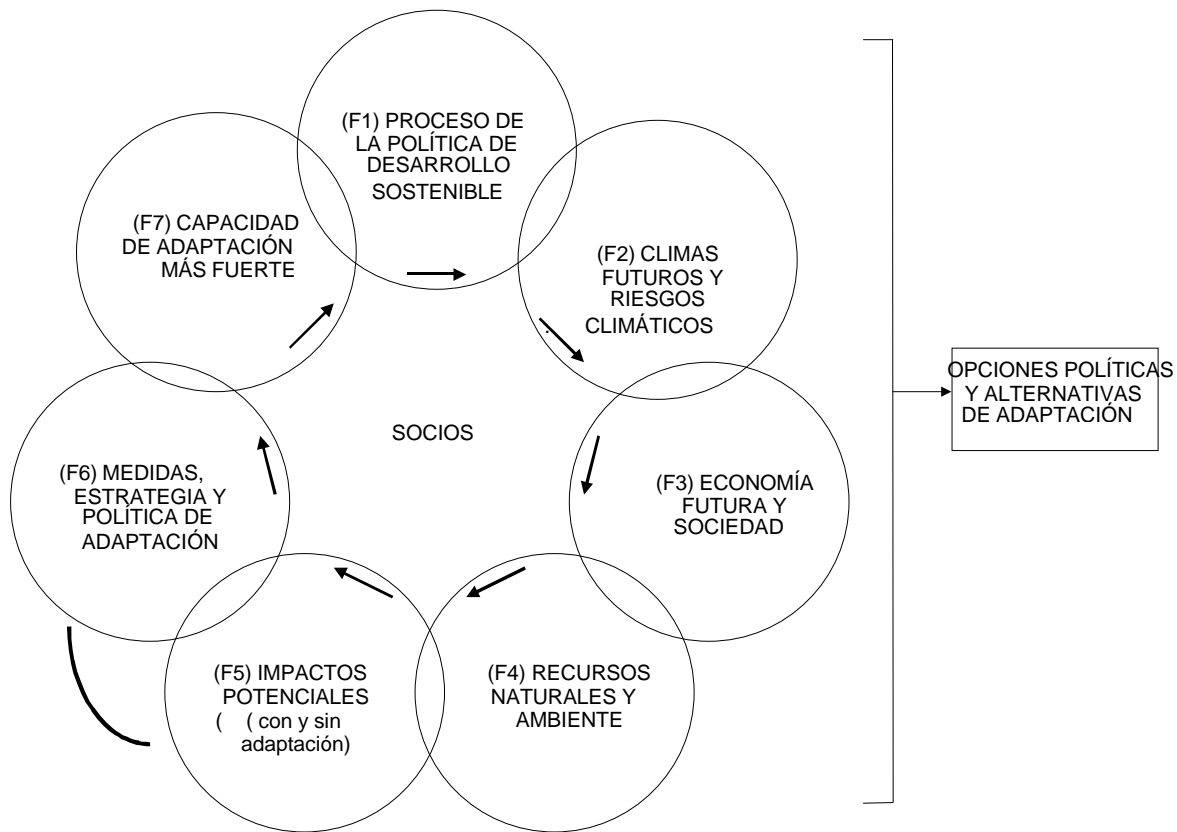 (F1) PROCESO DE
LA POLÍTICA DE
DESARROLLO
SOSTENIBLE
(F2) CLIMAS
FUTUROS Y
RIESGOS
CLIMÁTICOS
(F3) ECONOMÍA
FUTURA Y
SOCIEDAD
(F4) RECURSOS
NATURALES Y
AMBIENTE
(F5) IMPACTOS
POTENCIALES
( ( con y sin
adaptación)
(F6) MEDIDAS,
ESTRATEGIA Y
POLÍTICA DE
ADAPTACIÓN
(F7) CAPACIDAD
DE ADAPTACIÓN
MÁS FUERTE
SOCIOS
OPCIONES POLÍTICAS
Y ALTERNATIVAS
DE ADAPTACIÓN